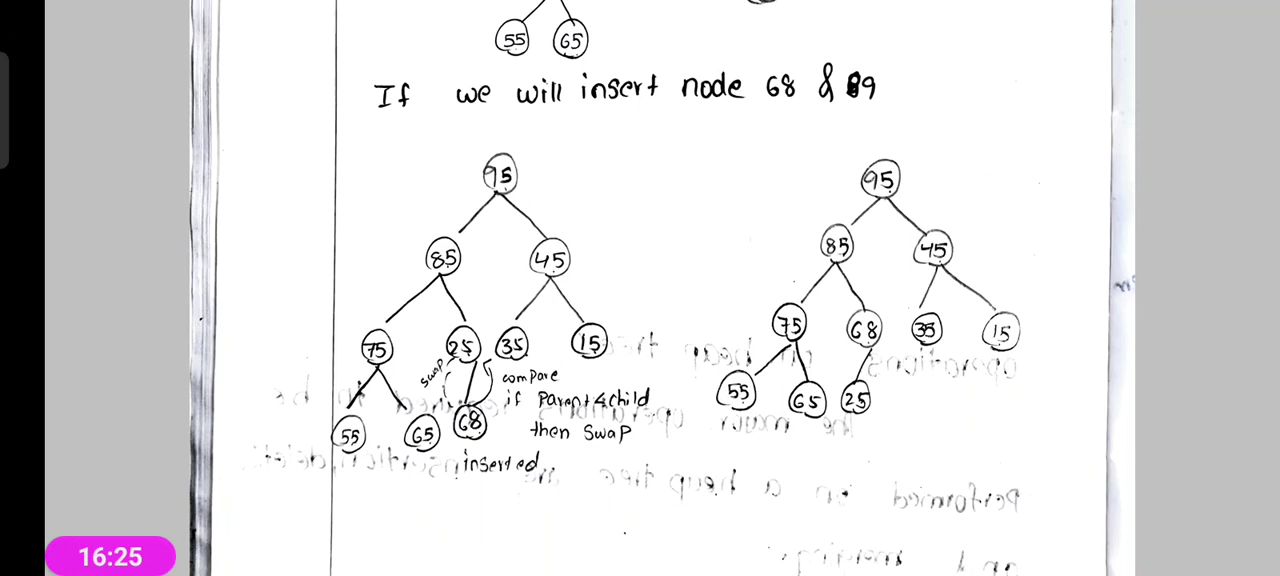 55 65
If we will insert node 68 & 89
95 95
85 45 85 45
75 25 35 15 75 68 35 15
swap compare
if Parent < child
then swap
55 65 68 55 65 25
inserted
16:25